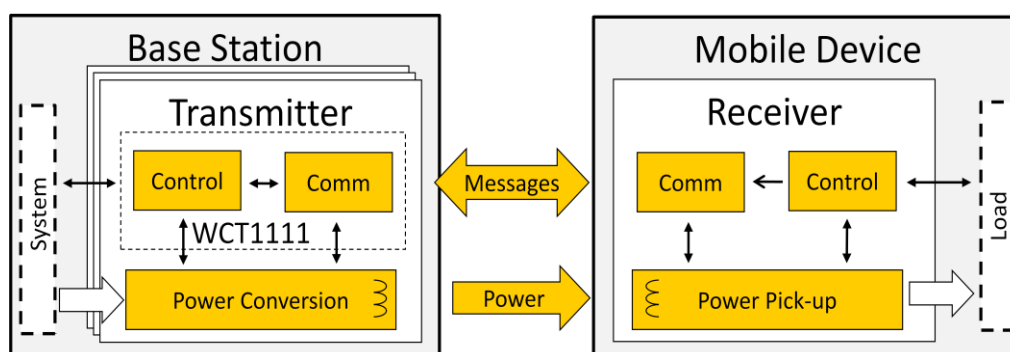 Base Station
Mobile Device
Transmitter
Receiver
System
Control
Comm
Messages
Comm
Control
Load
WCT1111
Power Conversion
Power
Power Pick-up